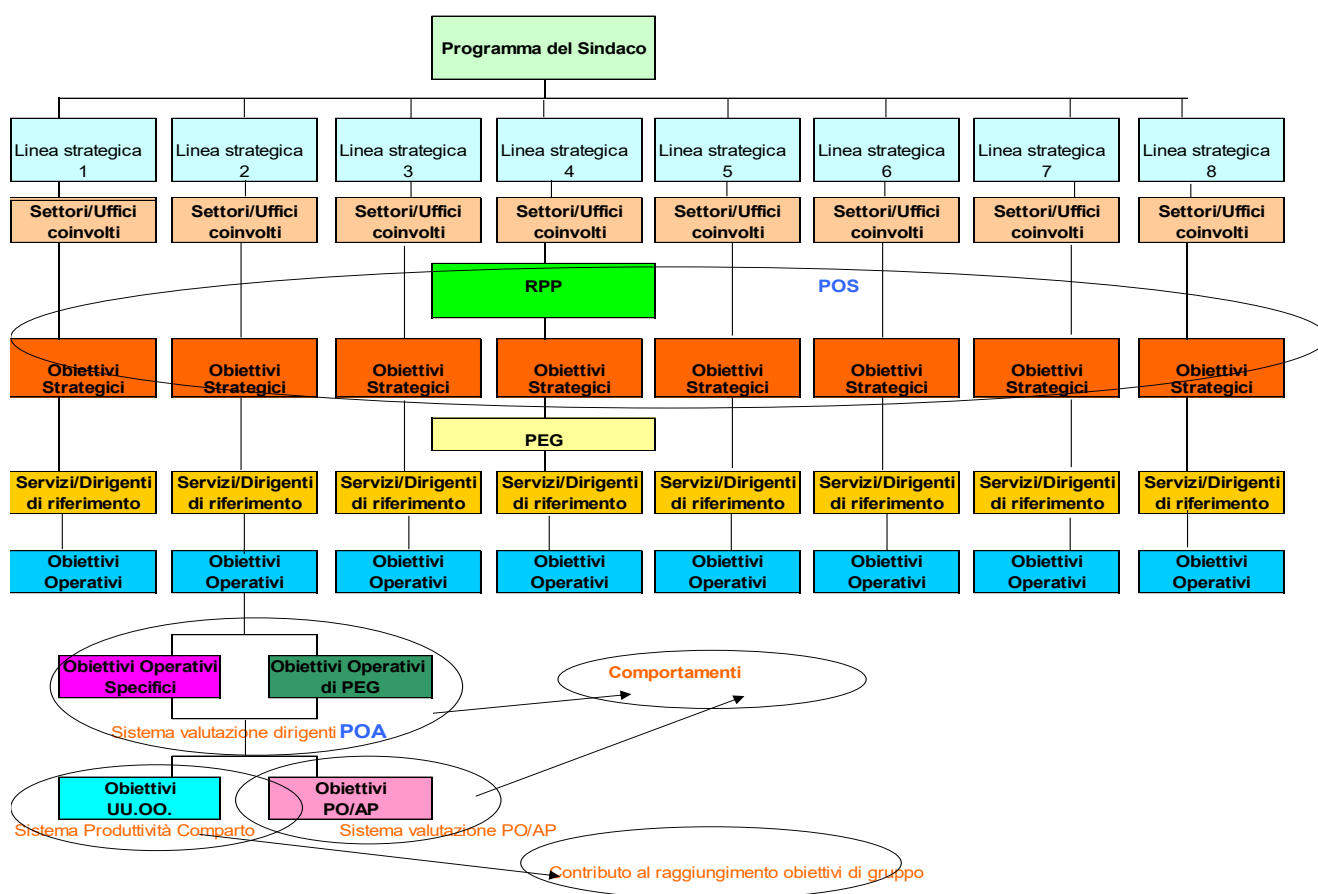 Programma del Sindaco
Linea strategica
1
Linea strategica
2
Linea strategica
3
Linea strategica
4
Linea strategica
5
Linea strategica
6
Linea strategica
7
Linea strategica
8
Settori/Uffici
coinvolti
Settori/Uffici
coinvolti
Settori/Uffici
coinvolti
Settori/Uffici
coinvolti
Settori/Uffici
coinvolti
Settori/Uffici
coinvolti
Settori/Uffici
coinvolti
Settori/Uffici
coinvolti
RPP
POS
Obiettivi
Strategici
Obiettivi
Strategici
Obiettivi
Strategici
Obiettivi
Strategici
Obiettivi
Strategici
Obiettivi
Strategici
Obiettivi
Strategici
Obiettivi
Strategici
PEG
Servizi/Dirigenti
di riferimento
Servizi/Dirigenti
di riferimento
Servizi/Dirigenti
di riferimento
Servizi/Dirigenti
di riferimento
Servizi/Dirigenti
di riferimento
Servizi/Dirigenti
di riferimento
Servizi/Dirigenti
di riferimento
Servizi/Dirigenti
di riferimento
Obiettivi
Operativi
Obiettivi
Operativi
Obiettivi
Operativi
Obiettivi
Operativi
Obiettivi
Operativi
Obiettivi
Operativi
Obiettivi
Operativi
Obiettivi
Operativi
Obiettivi Operativi
Specifici
Obiettivi Operativi
di PEG
Comportamenti
Sistema valutazione dirigenti POA
Obiettivi
UU.OO.
Obiettivi
PO/AP
Sistema Produttività Comparto
Sistema valutazione PO/AP
Contributo al raggiungimento obiettivi di gruppo